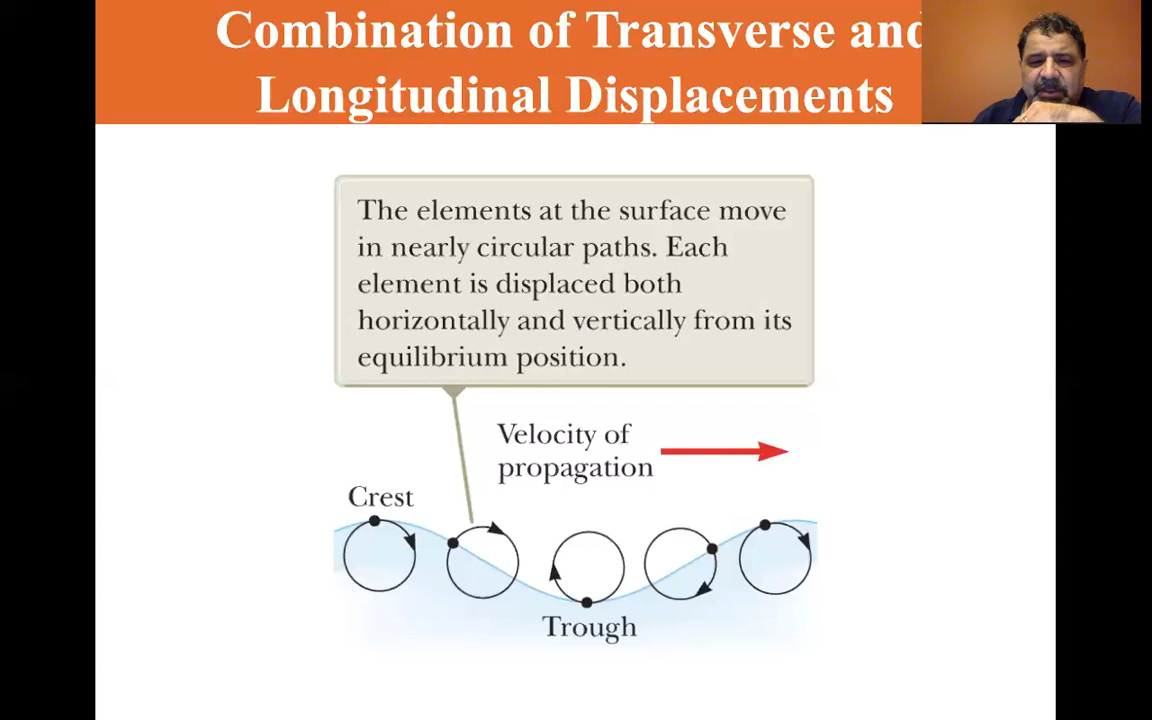 Combination of Transverse and
Longitudinal Displacements
The elements at the surface move
in nearly circular paths. Each
element is displaced both
horizontally and vertically from its
equilibrium position.
Velocity of
propagation
Crest
Trough